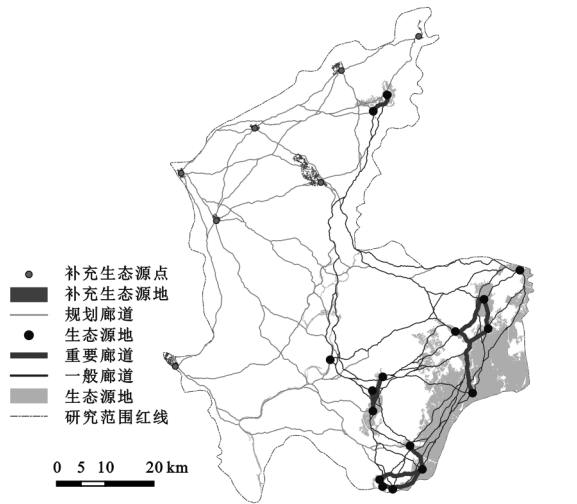 补充生态源点
补充生态源地
规划廊道
生态源地
重要廊道
一般廊道
生态源地
研究范围红线
0 5 10 20 km